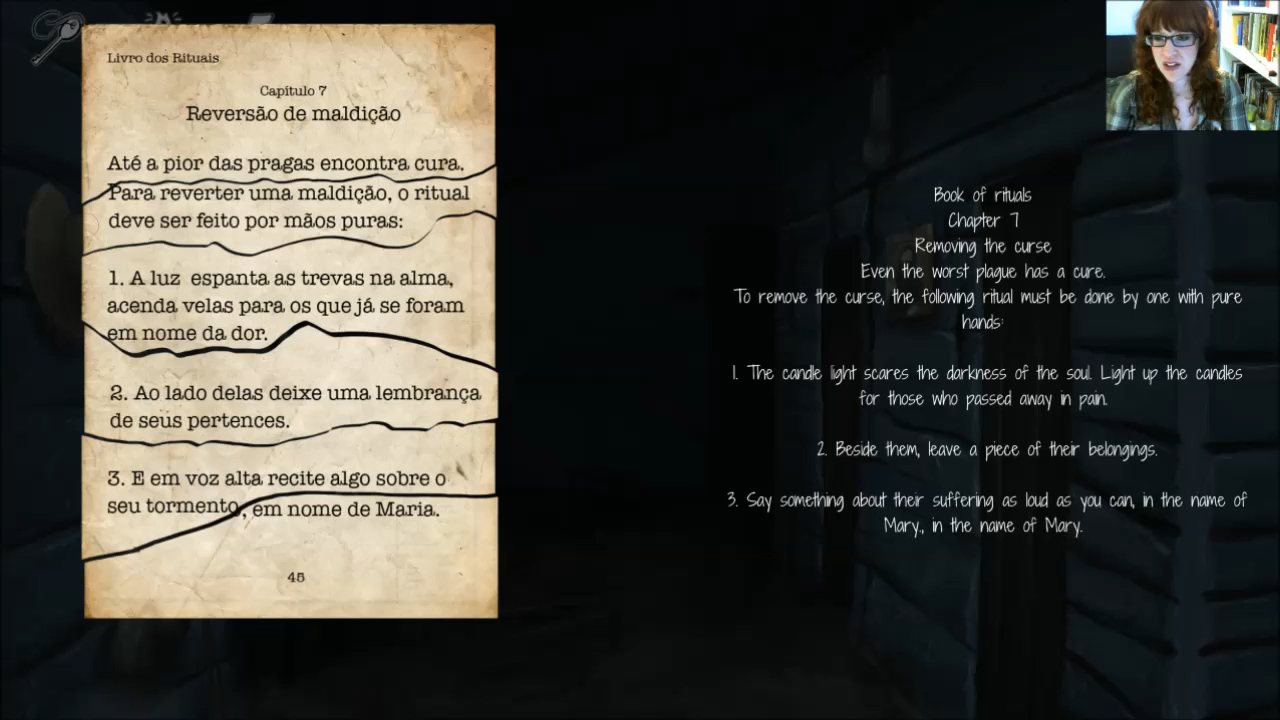 Livro dos Rituais
Capítulo 7
Reversão de maldição
Até a pior das pragas encontra cura.
Para reverter uma maldição, o ritual
deve ser feito por mãos puras:
1. A luz espanta as trevas na alma,
acenda velas para os que já se foram
em nome da dor.
2. Ao lado delas deixe uma lembrança
de seus pertences.
3. E em voz alta recite algo sobre o
seu tormento, em nome de Maria.
45
Book of rituals
Chapter 7
Removing the curse
Even the worst plague has a cure.
To remove the curse, the following ritual must be done by one with pure
hands:
1. The candle light scares the darkness of the soul. Light up the candles
for those who passed away in pain.
2. Beside them, leave a piece of their belongings.
3. Say something about their suffering as loud as you can, in the name of
Mary., in the name of Mary.